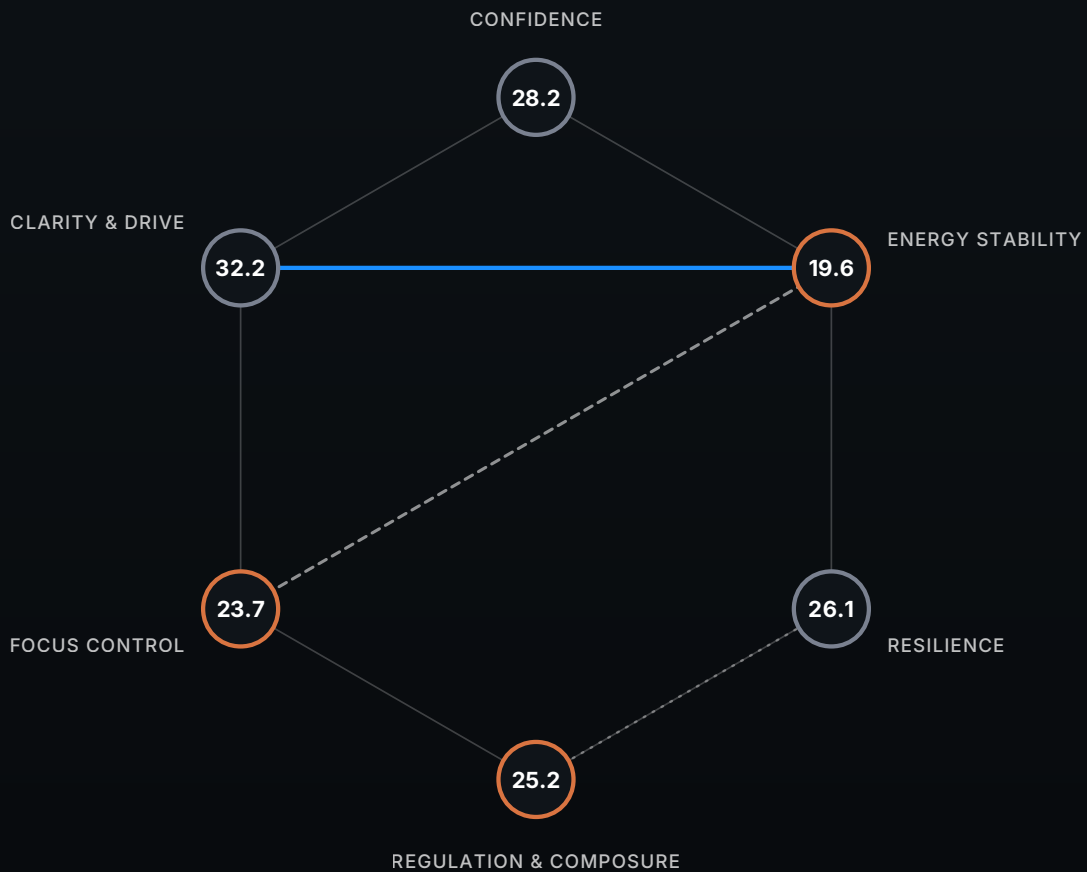 CONFIDENCE
28.2
CLARITY & DRIVE
ENERGY STABILITY
32.2
19.6
23.7
26.1
FOCUS CONTROL
RESILIENCE
25.2
REGULATION & COMPOSURE